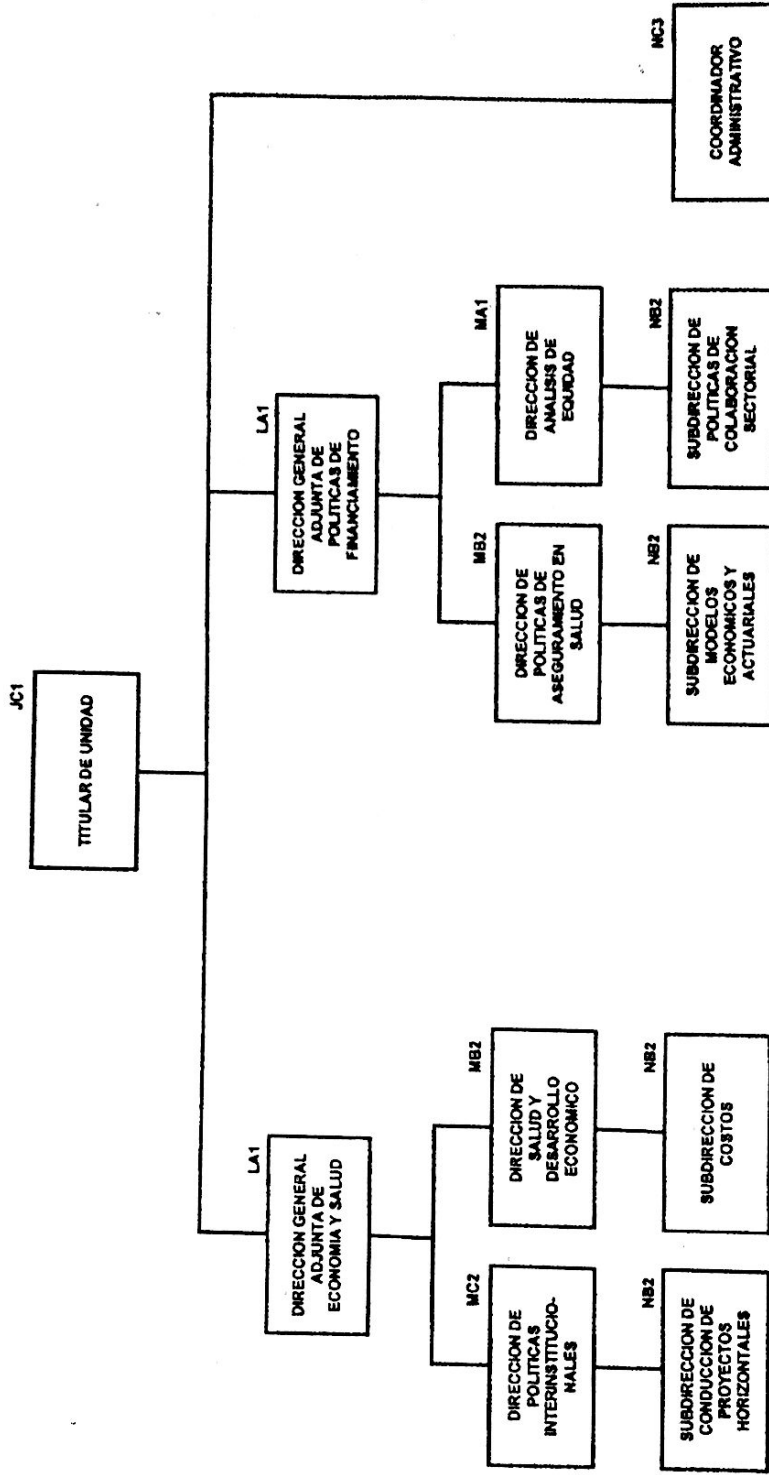 JC1
TITULAR DE UNIDAD
LA1
DIRECCION GENERAL
ADJUNTA DE
ECONOMIA Y SALUD
LA1
DIRECCION GENERAL
ADJUNTA DE
POLITICAS DE
FINANCIAMIENTO
MC2
DIRECCION DE
POLITICAS
INTERINSTITUCIO-
NALES
MB2
DIRECCION DE
SALUD Y
DESARROLLO
ECONOMICO
MB2
DIRECCION DE
POLITICAS DE
ASEGURAMIENTO EN
SALUD
MA1
DIRECCION DE
ANALISIS DE
EQUIDAD
NB2
SUBDIRECCION DE
CONDUCCION DE
PROYECTOS
HORIZONTALES
NB2
SUBDIRECCION DE
COSTOS
NB2
SUBDIRECCION DE
MODELOS
ECONOMICOS Y
ACTUARIALES
NB2
SUBDIRECCION DE
POLITICAS DE
COLABORACION
SECTORIAL
NC3
COORDINADOR
ADMINISTRATIVO